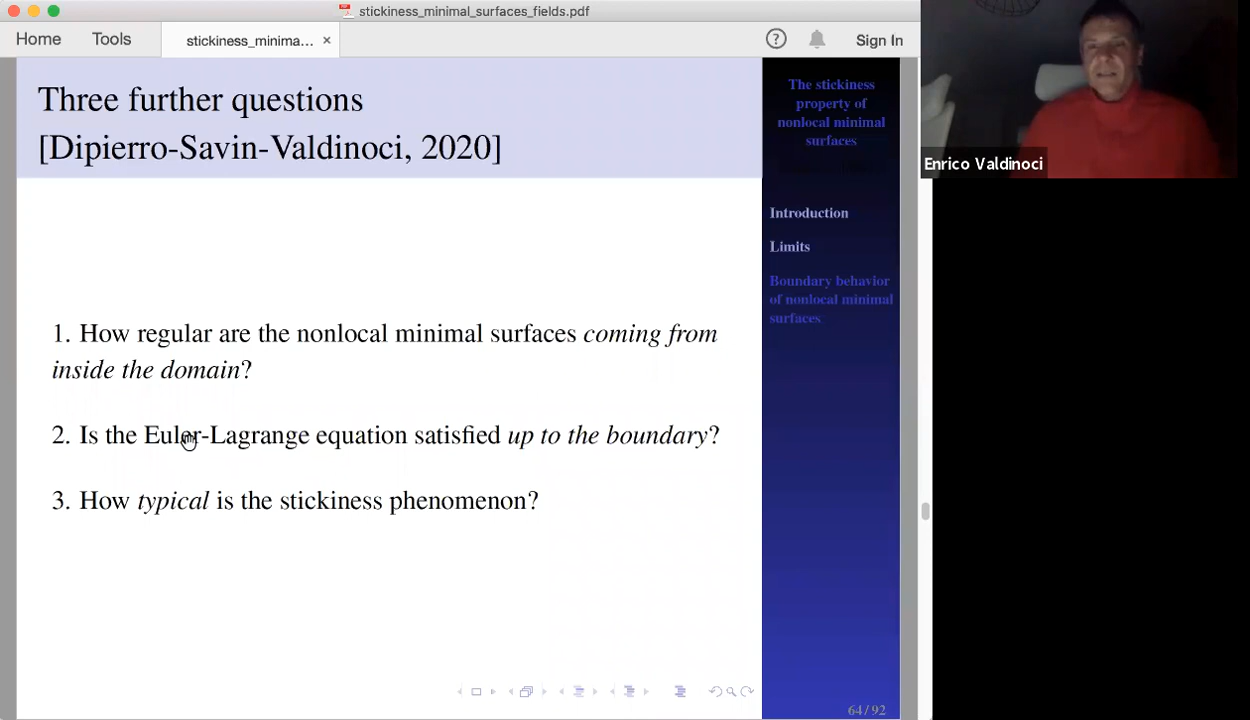 stickiness_minimal_surfaces_fields.pdf
Home
Tools
stickiness_minima...
×
?
Sign In
Three further questions
[Dipierro-Savin-Valdinoci, 2020]
1. How regular are the nonlocal minimal surfaces coming from
inside the domain?
2. Is the Euler-Lagrange equation satisfied up to the boundary?
3. How typical is the stickiness phenomenon?
The stickiness
property of
nonlocal minimal
surfaces
Introduction
Limits
Boundary behavior
of nonlocal minimal
surfaces
64/92
Enrico Valdinoci